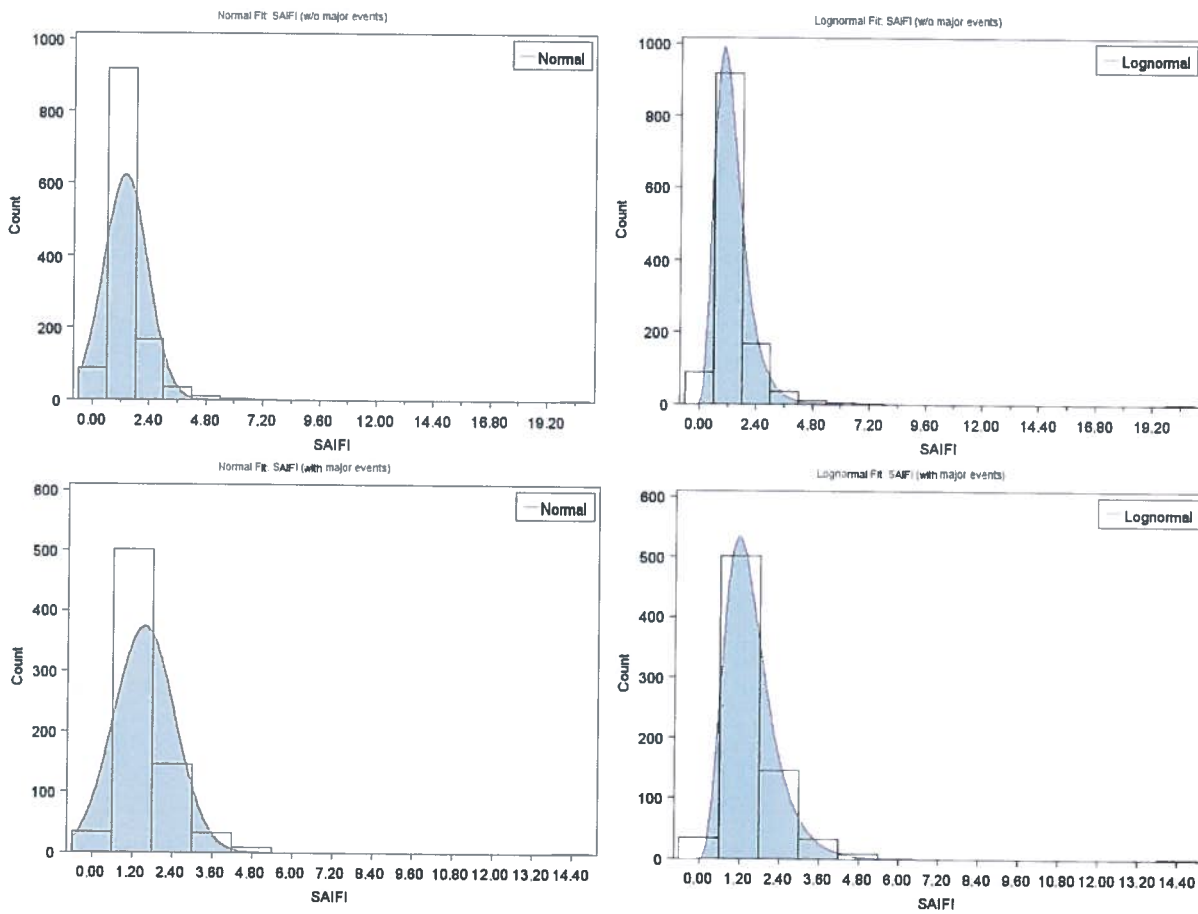 Normal Fit: SAIFI (w/o major events)
1000
800
600
400
200
0
Count
Normal
0.00 2.40 4.80 7.20 9.60 12.00 14.40 16.80 19.20
SAIFI
Lognormal Fit: SAIFI (w/o major events)
1000
800
600
400
200
0
Count
Lognormal
0.00 2.40 4.80 7.20 9.60 12.00 14.40 16.80 19.20
SAIFI
Normal Fit: SAIFI (with major events)
600
500
400
300
200
100
0
Count
Normal
0.00 1.20 2.40 3.60 4.80 6.00 7.20 8.40 9.60 10.80 12.00 13.20 14.40
SAIFI
Lognormal Fit: SAIFI (with major events)
600
500
400
300
200
100
0
Count
Lognormal
0.00 1.20 2.40 3.60 4.80 6.00 7.20 8.40 9.60 10.80 12.00 13.20 14.40
SAIFI